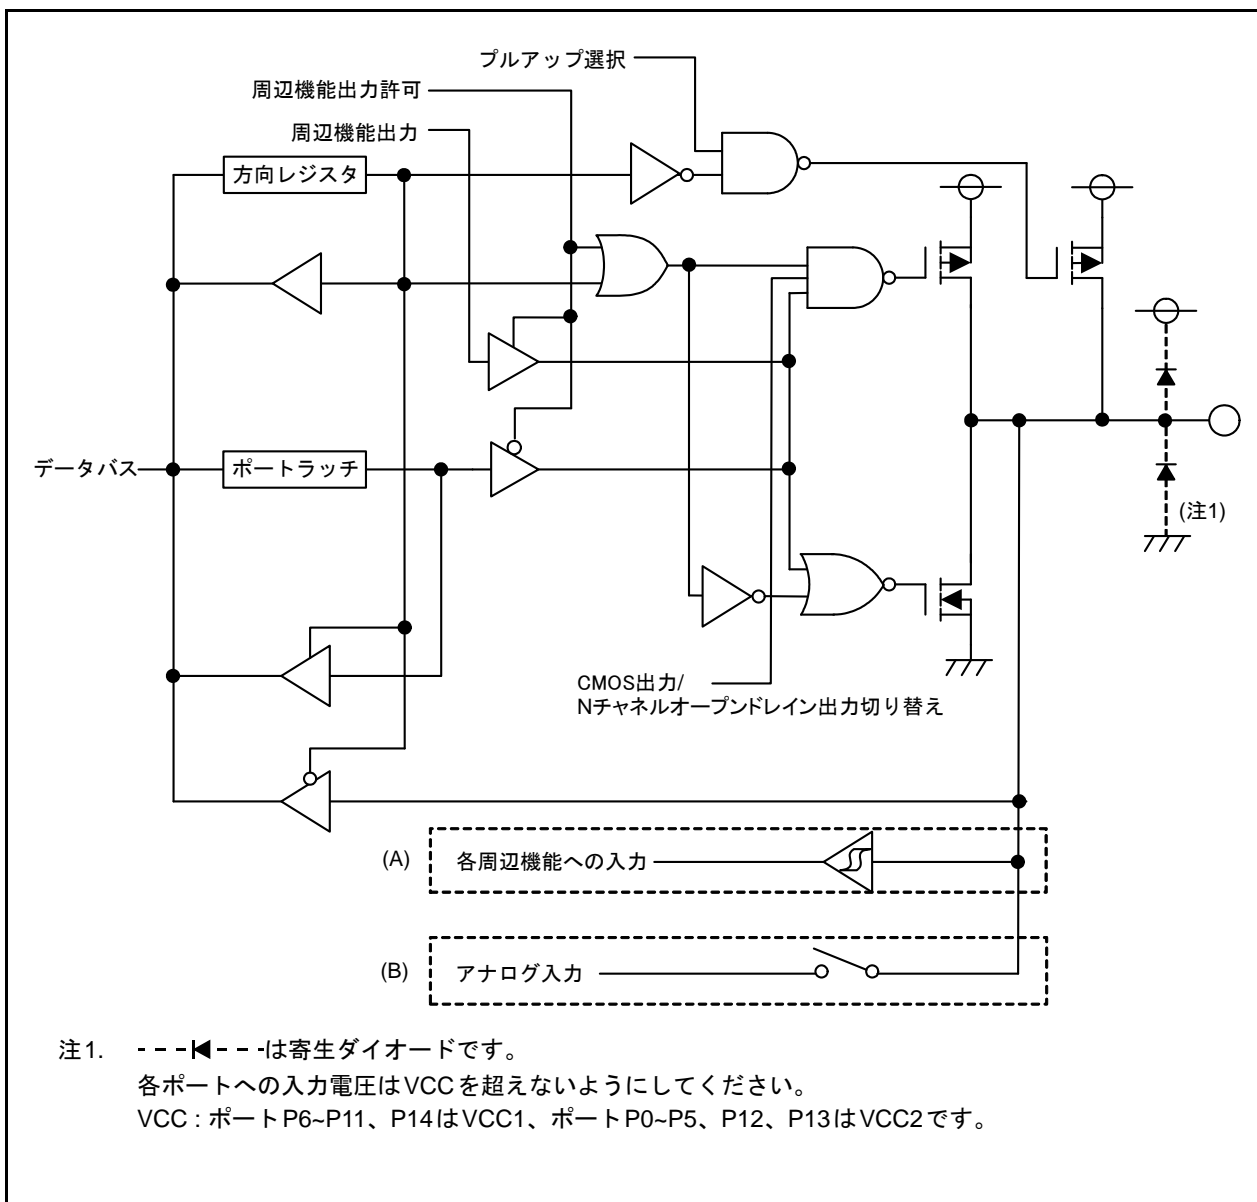 プルアップ選択
周辺機能出力許可
周辺機能出力
方向レジスタ
データバス
ポートラッチ
(注1)
CMOS出力/
Nチャネルオープンドレイン出力切り替え
(A)
各周辺機能への入力
(B)
アナログ入力
注1. は寄生ダイオードです。
各ポートへの入力電圧はVCCを超えないようにしてください。
VCC : ポートP6~P11、P14はVCC1、ポートP0~P5、P12、P13はVCC2です。